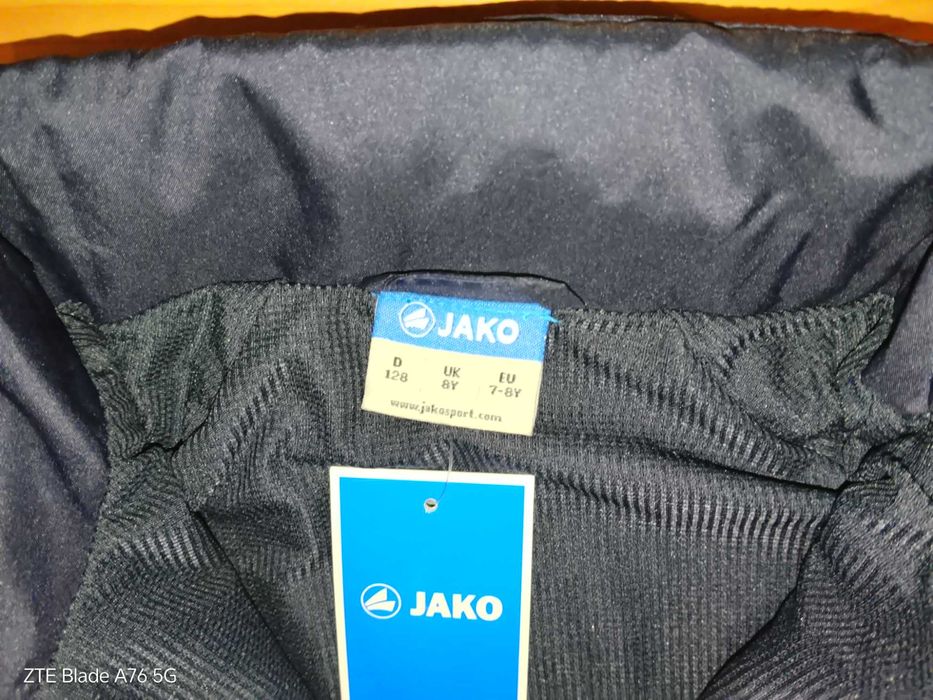 JAKO
D UK EU
128 8Y 7-8Y
www.jakosport.com
JAKO
ZTE Blade A76 5G